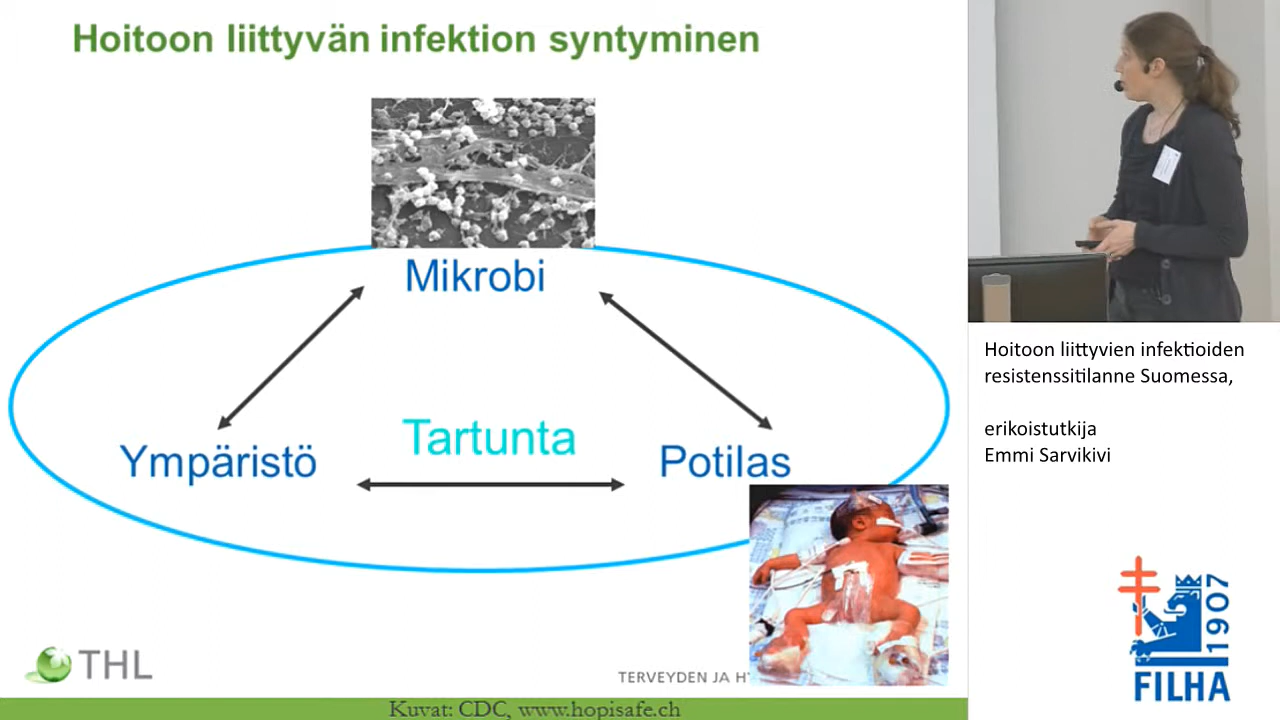 Hoitoon liittyvän infektion syntyminen
Mikrobi
Tartunta
Ympäristö
Potilas
THL
TERVEYDEN JA
Kuvat: CDC, www.hopisafe.ch
Hoitoon liittyvien infektioiden
resistenssitilanne Suomessa,
erikoistutkija
Emmi Sarvikivi
1907
FILHA